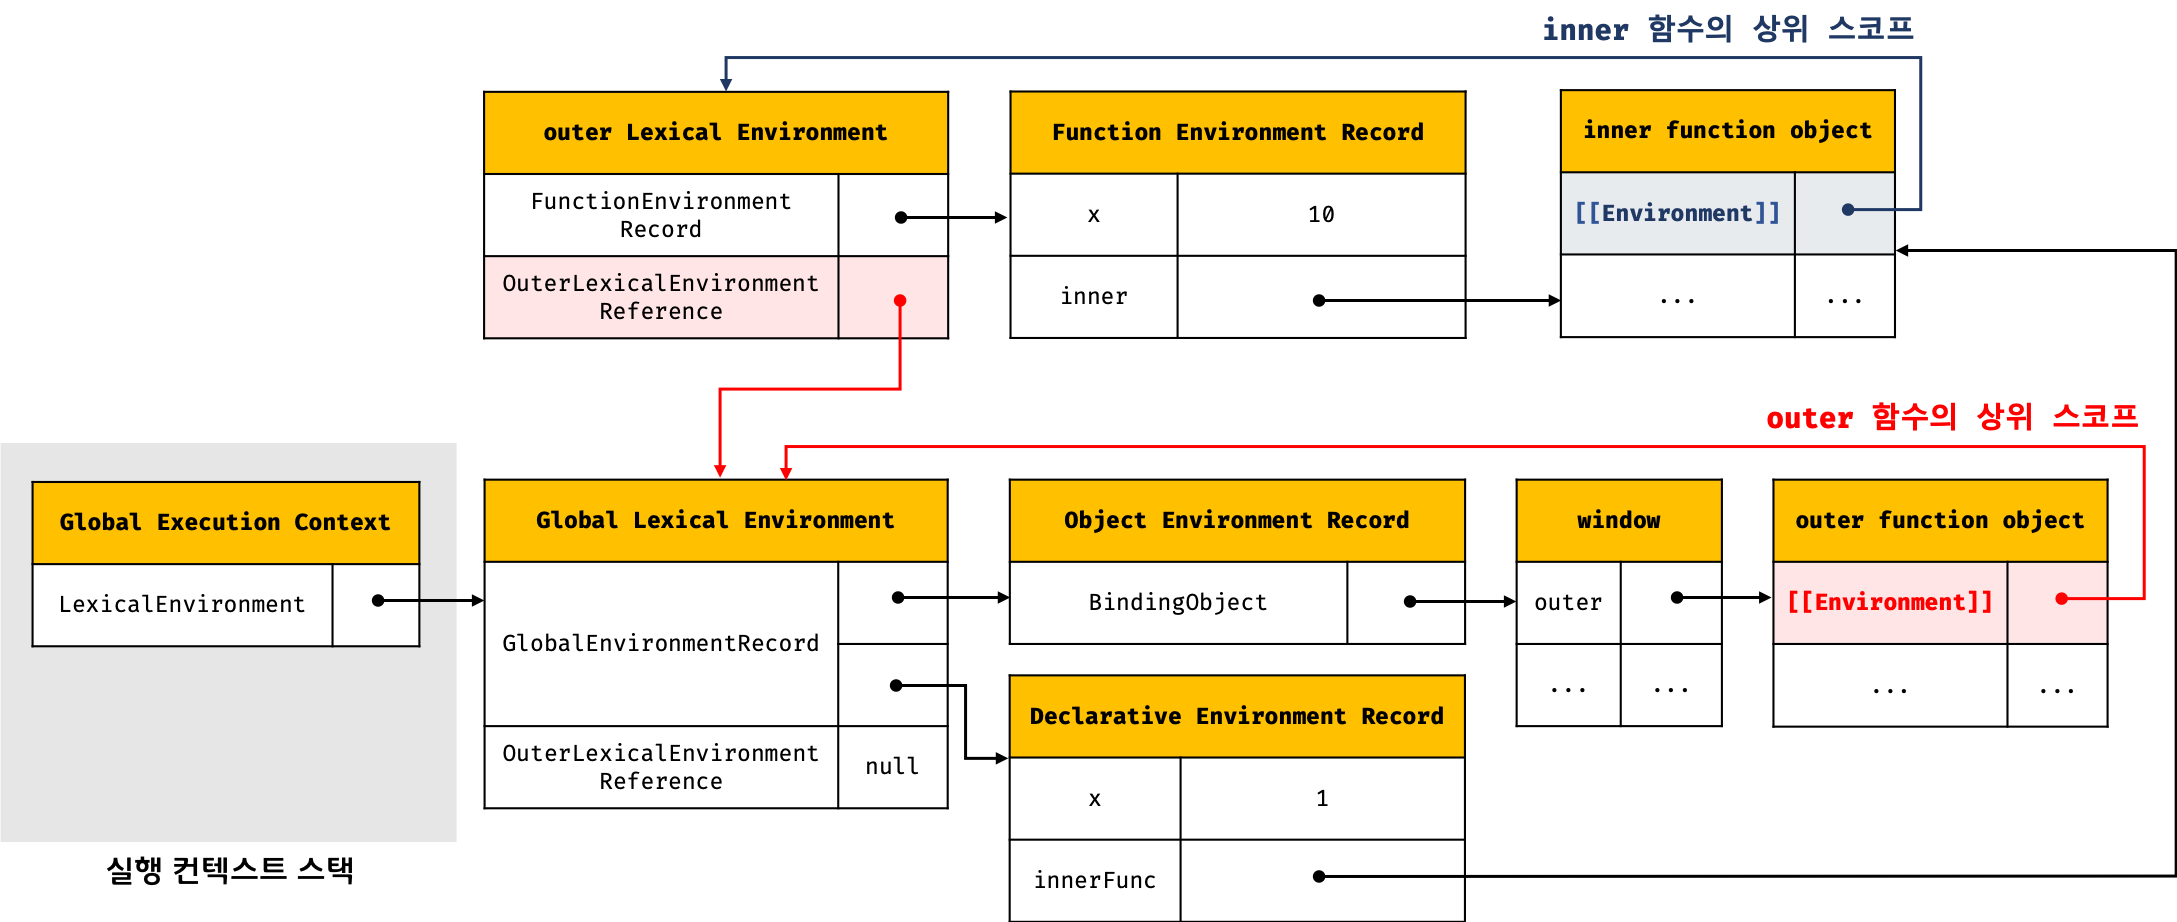 inner 함수의 상위 스코프
outer Lexical Environment
FunctionEnvironment
Record
OuterLexicalEnvironment
Reference
Function Environment Record
x
10
inner
inner function object
[[Environment]]
...
...
outer 함수의 상위 스코프
Global Execution Context
LexicalEnvironment
실행 컨텍스트 스택
Global Lexical Environment
GlobalEnvironmentRecord
OuterLexicalEnvironment
Reference
null
Object Environment Record
BindingObject
window
outer
...
...
outer function object
[[Environment]]
...
...
Declarative Environment Record
x
1
innerFunc